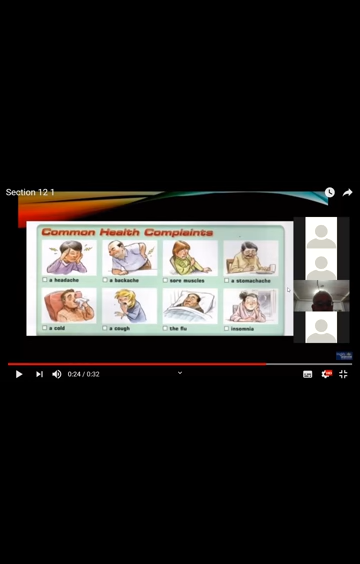 Section 12 1
Common Health Complaints
a headache
a backache
sore muscles
a stomachache
a cold
a cough
the flu
insomnia
0:24 / 0:32